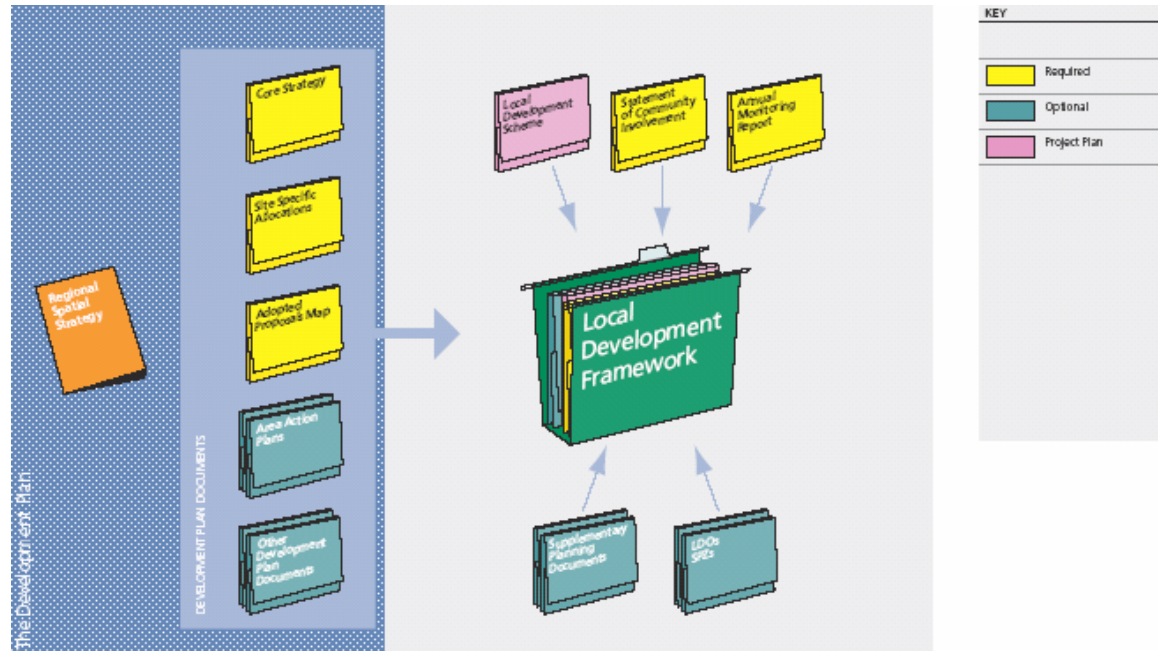 The Development Plan
Regional
Spatial
Strategy
DEVELOPMENT PLAN DOCUMENTS
Core Strategy
Site Specific
Allocations
Adopted
Proposals Map
Area Action
Plans
Other
Development
Plan
Documents
Local
Development
Scheme
Statement
of Community
Involvement
Annual
Monitoring
Report
Local
Development
Framework
Supplementary
Planning
Documents
LDOs
SPZs
KEY
Required
Optional
Project Plan